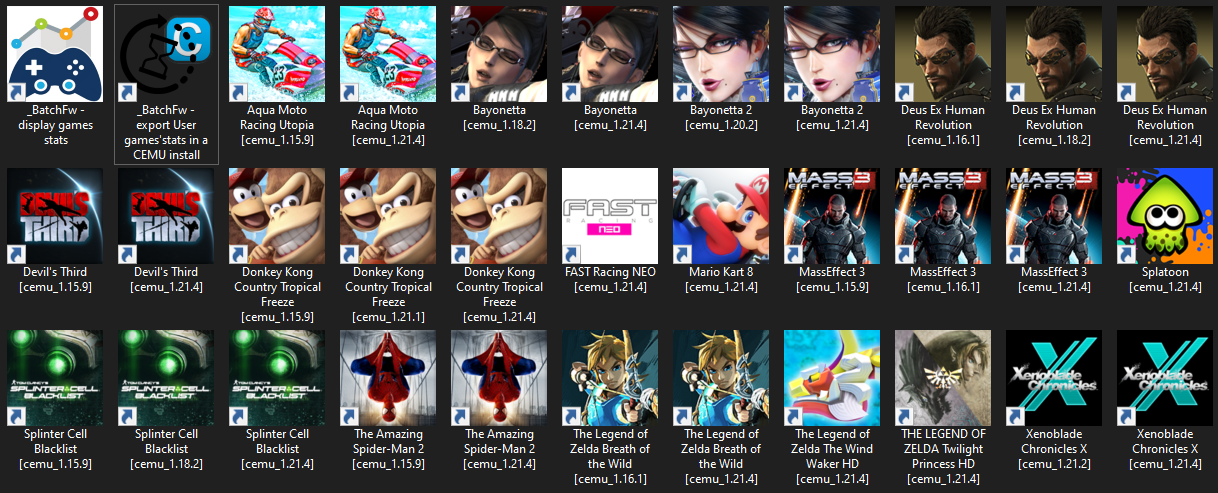 _BatchFw -
display games
stats
_BatchFw -
export User
games'stats in a
CEMU install
Aqua Moto
Racing Utopia
[cemu_1.15.9]
Aqua Moto
Racing Utopia
[cemu_1.21.4]
Bayonetta
[cemu_1.18.2]
Bayonetta
[cemu_1.21.4]
Bayonetta 2
[cemu_1.20.2]
Bayonetta 2
[cemu_1.21.4]
Deus Ex Human
Revolution
[cemu_1.16.1]
Deus Ex Human
Revolution
[cemu_1.18.2]
Deus Ex Human
Revolution
[cemu_1.21.4]
DEVIL'S
THIRD
Devil's Third
[cemu_1.15.9]
DEVIL'S
THIRD
Devil's Third
[cemu_1.21.4]
Donkey Kong
Country Tropical
Freeze
[cemu_1.15.9]
Donkey Kong
Country Tropical
Freeze
[cemu_1.21.1]
Donkey Kong
Country Tropical
Freeze
[cemu_1.21.4]
FAST
RACING
NEO
FAST Racing NEO
[cemu_1.21.4]
Mario Kart 8
[cemu_1.21.4]
MASS 3
EFFECT
MassEffect 3
[cemu_1.15.9]
MASS 3
EFFECT
MassEffect 3
[cemu_1.16.1]
MASS 3
EFFECT
MassEffect 3
[cemu_1.21.4]
Splatoon
[cemu_1.21.4]
TOM CLANCY'S
SPLINTER CELL
BLACKLIST
Splinter Cell
Blacklist
[cemu_1.15.9]
TOM CLANCY'S
SPLINTER CELL
BLACKLIST
Splinter Cell
Blacklist
[cemu_1.18.2]
TOM CLANCY'S
SPLINTER CELL
BLACKLIST
Splinter Cell
Blacklist
[cemu_1.21.4]
The Amazing
Spider-Man 2
[cemu_1.15.9]
The Amazing
Spider-Man 2
[cemu_1.21.4]
The Legend of
Zelda Breath of
the Wild
[cemu_1.16.1]
The Legend of
Zelda Breath of
the Wild
[cemu_1.21.4]
The Legend of
Zelda The Wind
Waker HD
[cemu_1.21.4]
THE LEGEND OF
ZELDA Twilight
Princess HD
[cemu_1.21.4]
X
Xenoblade
Chronicles
Xenoblade
Chronicles X
[cemu_1.21.2]
X
Xenoblade
Chronicles
Xenoblade
Chronicles X
[cemu_1.21.4]